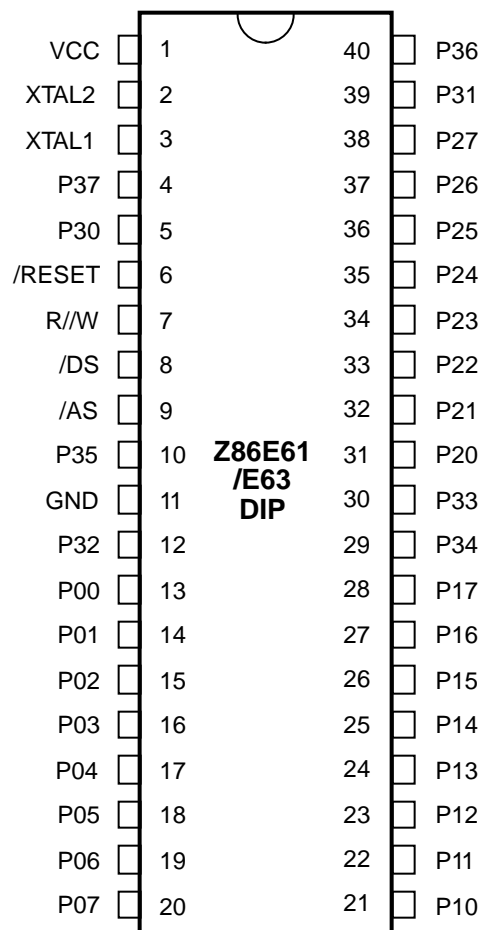 VCC 1 40 P36
XTAL2 2 39 P31
XTAL1 3 38 P27
P37 4 37 P26
P30 5 36 P25
/RESET 6 35 P24
R//W 7 34 P23
/DS 8 33 P22
/AS 9 32 P21
P35 10 Z86E61 31 P20
/E63
GND 11 DIP 30 P33
P32 12 29 P34
P00 13 28 P17
P01 14 27 P16
P02 15 26 P15
P03 16 25 P14
P04 17 24 P13
P05 18 23 P12
P06 19 22 P11
P07 20 21 P10